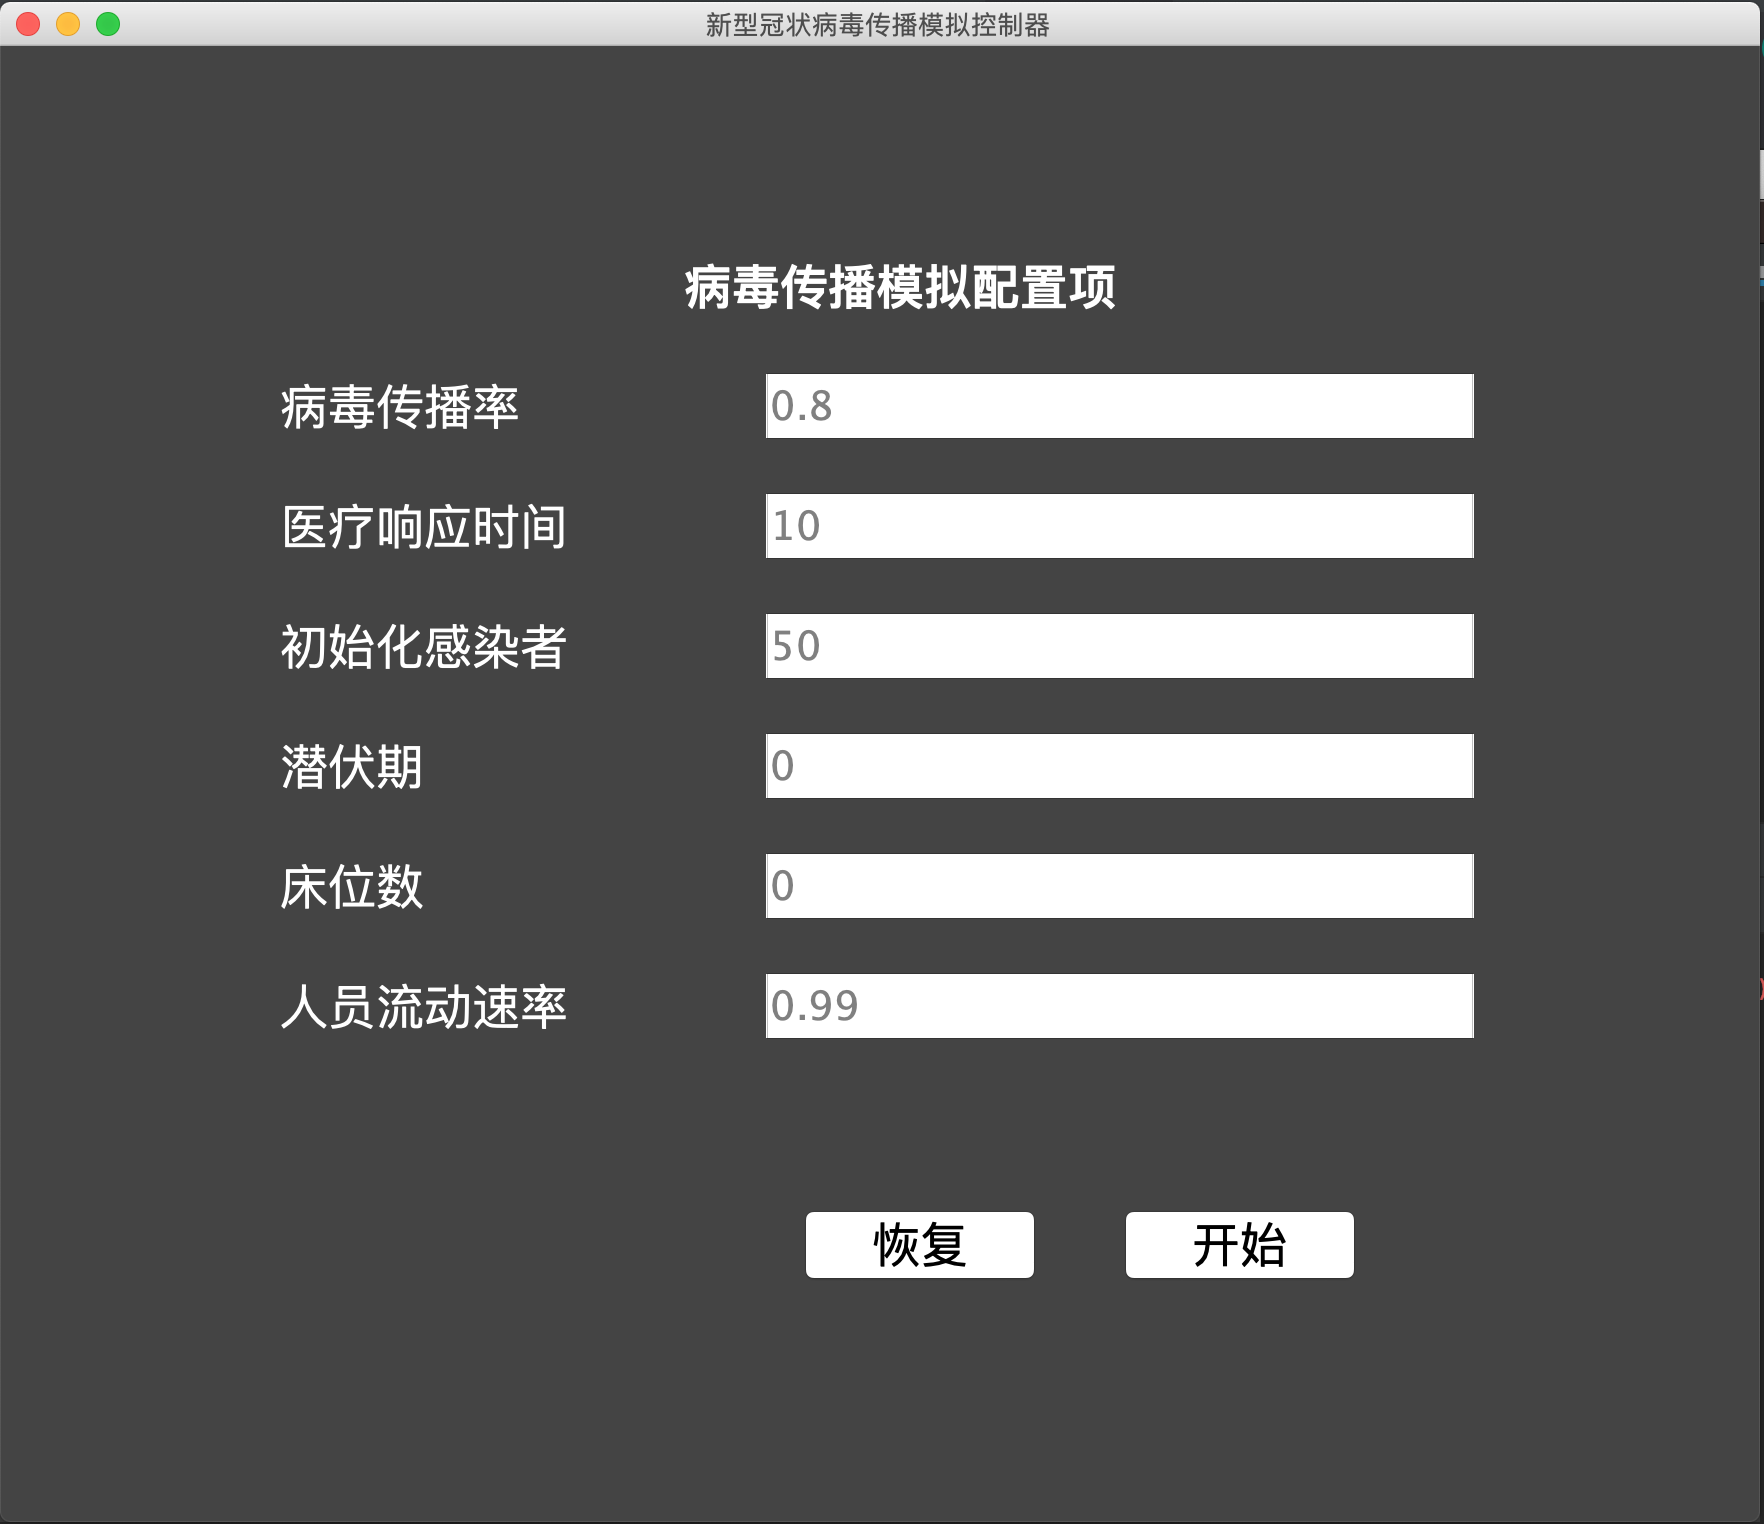 新型冠状病毒传播模拟控制器
病毒传播模拟配置项
病毒传播率 0.8
医疗响应时间 10
初始化感染者 50
潜伏期 0
床位数 0
人员流动速率 0.99
恢复 开始